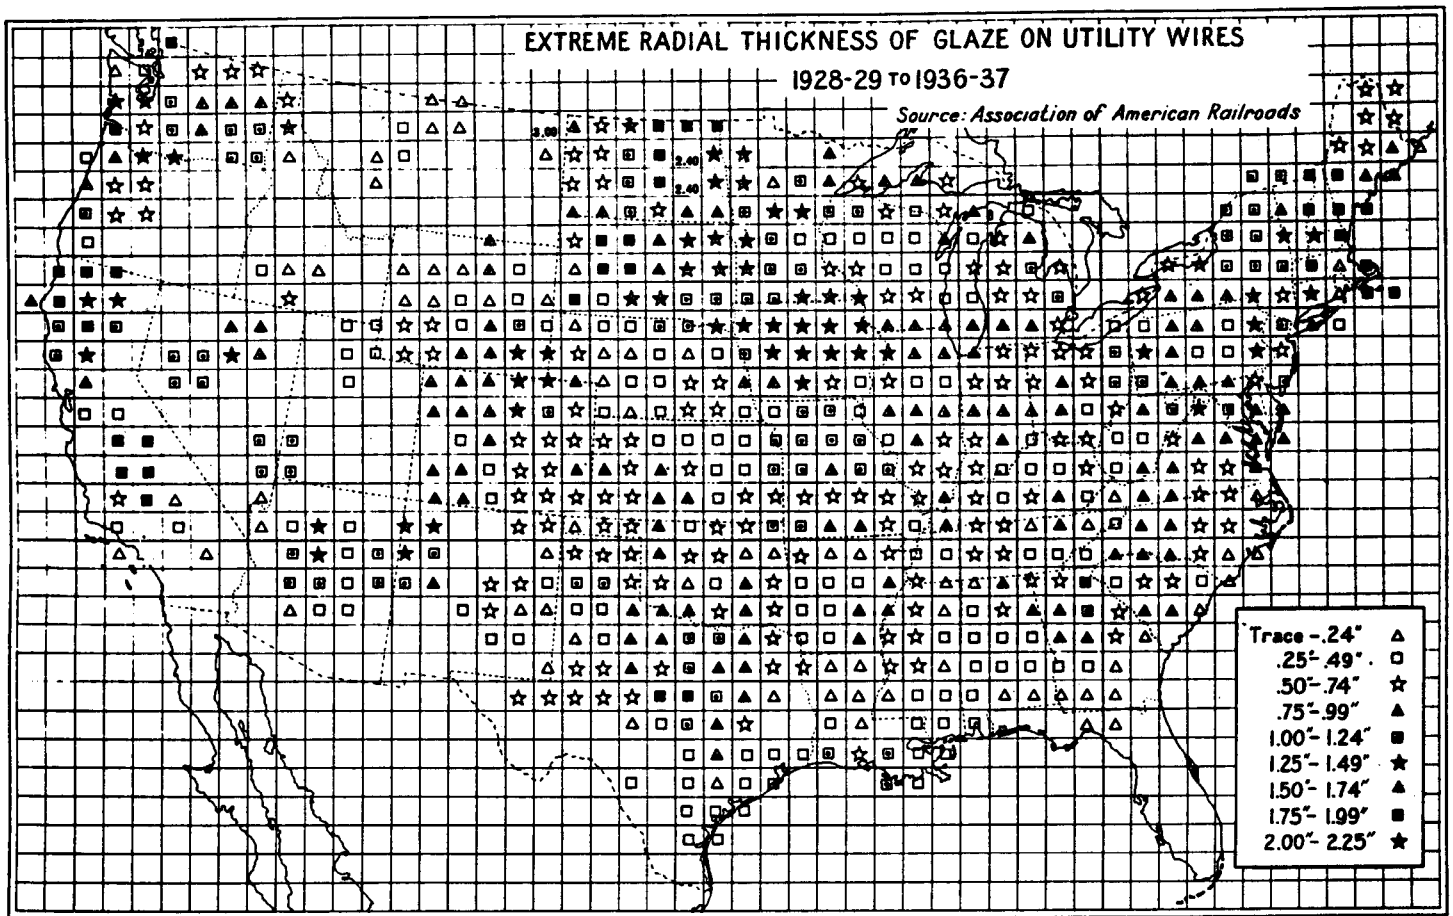 EXTREME RADIAL THICKNESS OF GLAZE ON UTILITY WIRES
1928-29 TO 1936-37
Source: Association of American Railroads
3.00
2.40
2.40
Trace - .24"
.25"- .49"
.50"- .74"
.75"- .99"
1.00"- 1.24"
1.25"- 1.49"
1.50"- 1.74"
1.75"- 1.99"
2.00"- 2.25"